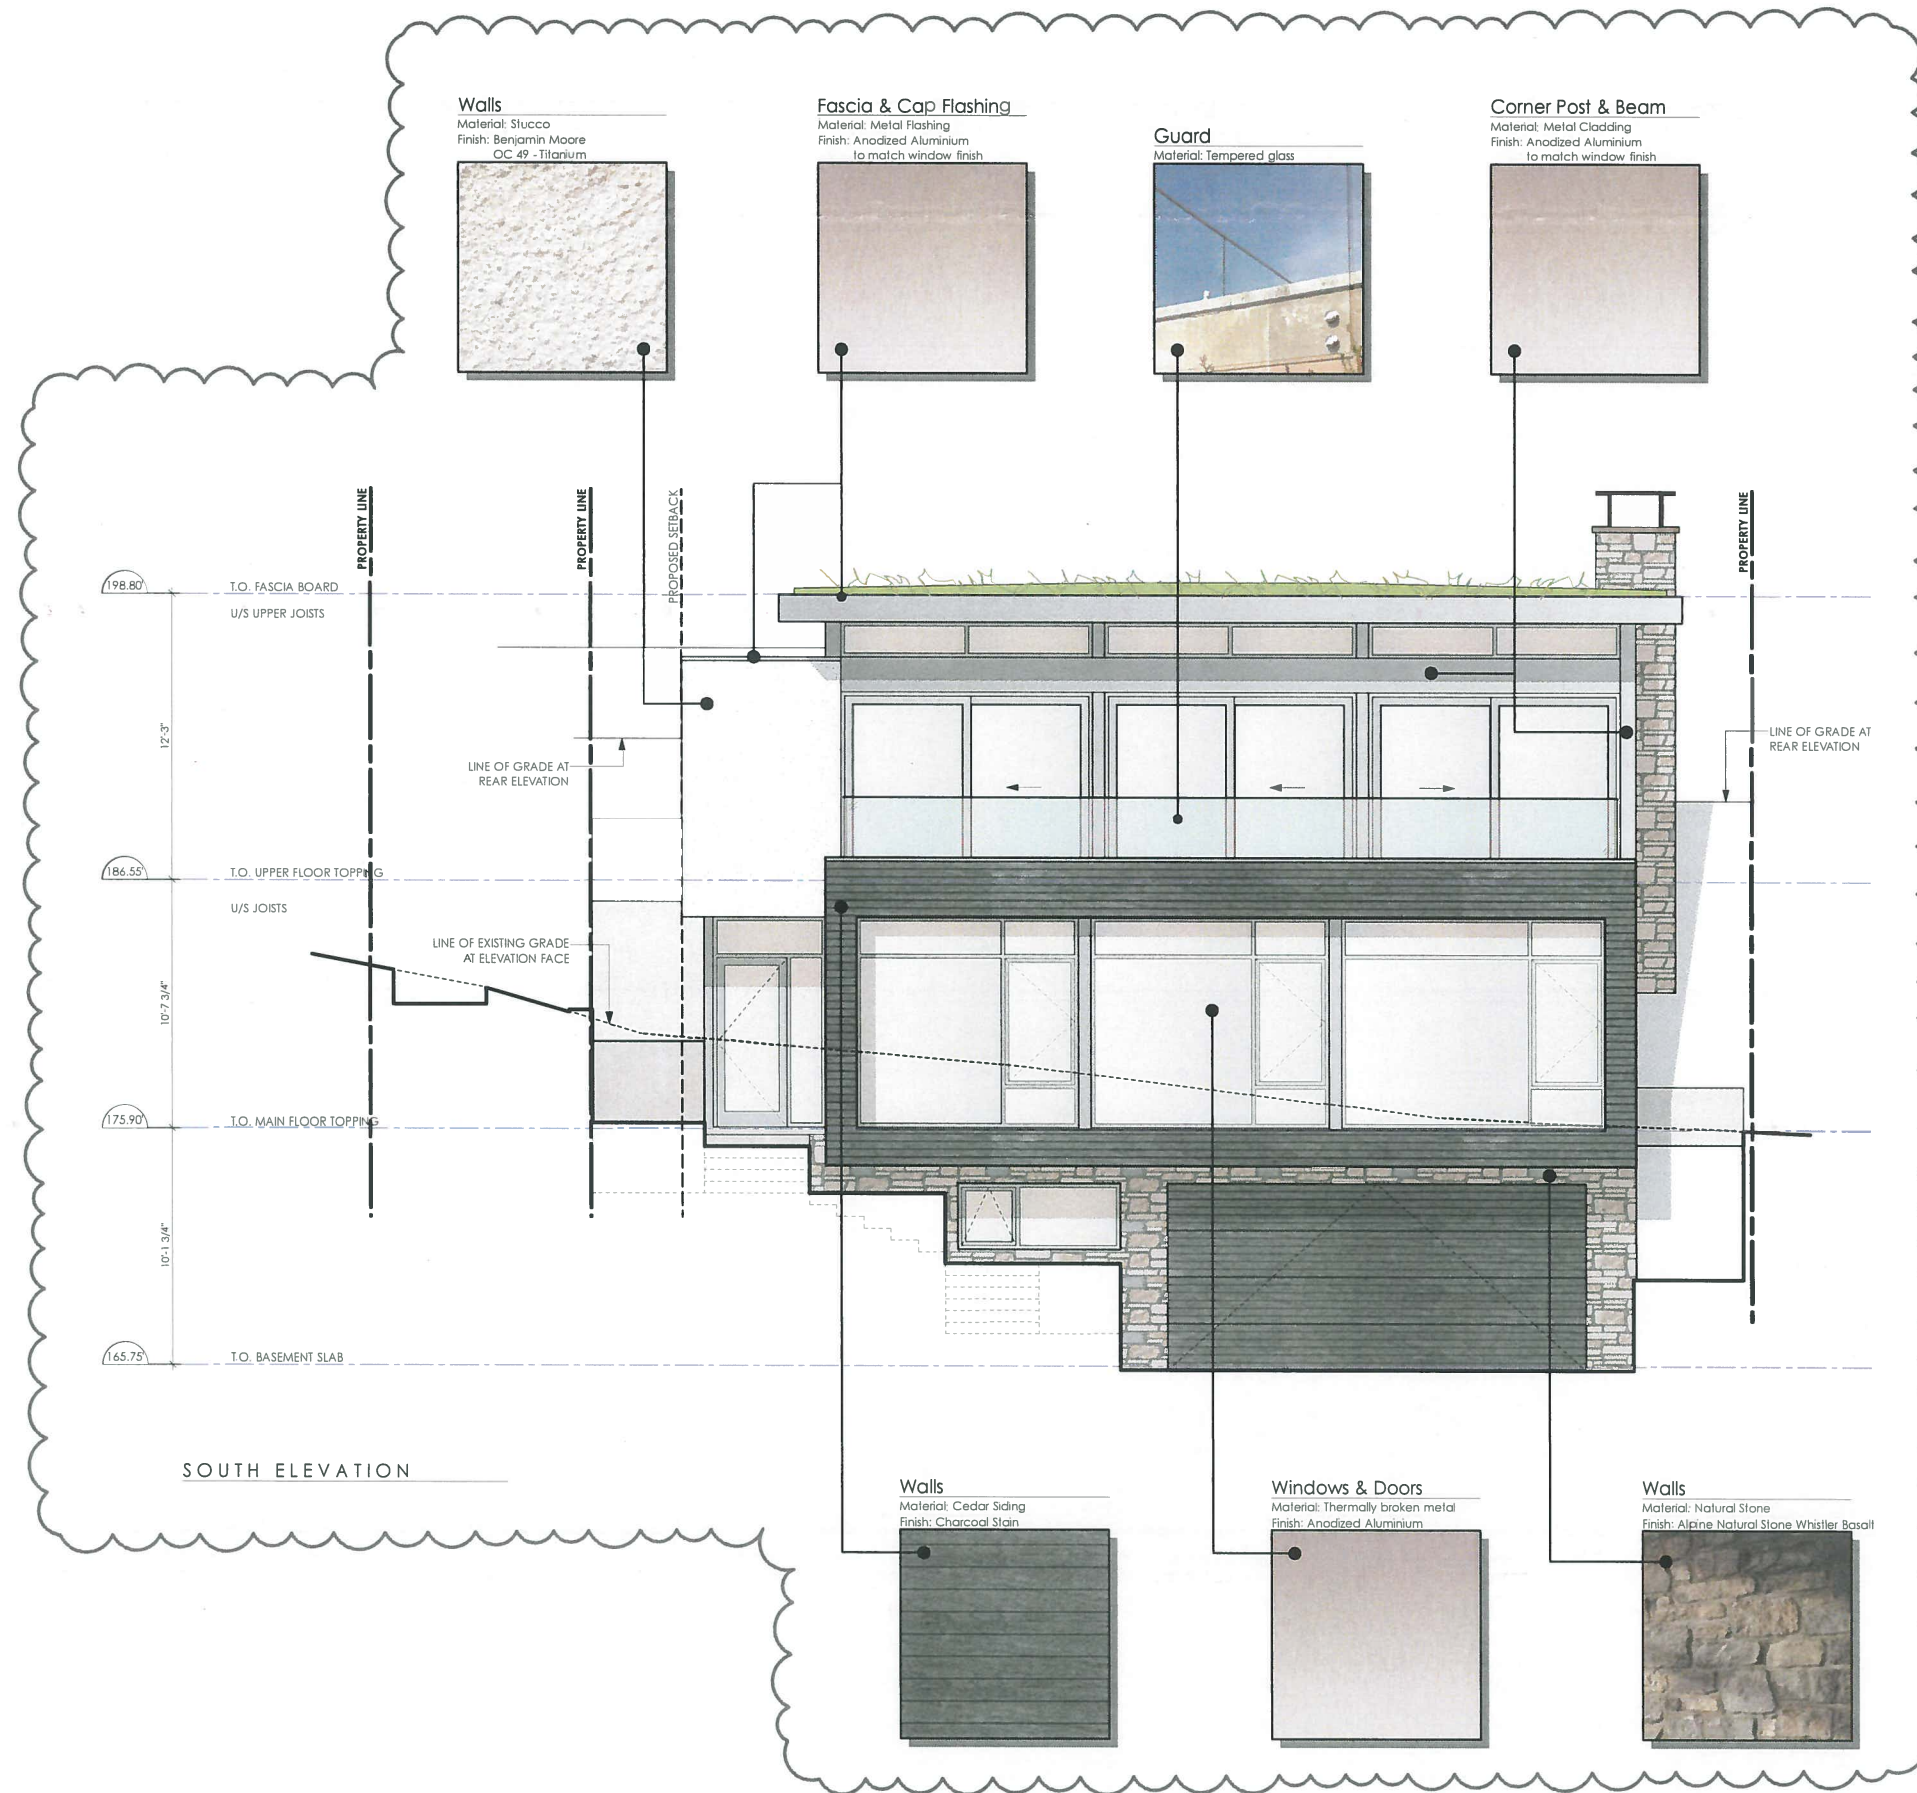 Walls
Material: Stucco
Finish: Benjamin Moore
OC 49 - Titanium
Fascia & Cap Flashing
Material: Metal Flashing
Finish: Anodized Aluminium
to match window finish
Guard
Material: Tempered glass
Corner Post & Beam
Material: Metal Cladding
Finish: Anodized Aluminium
to match window finish
PROPERTY LINE
PROPERTY LINE
PROPOSED SETBACK
PROPERTY LINE
198.80'
T.O. FASCIA BOARD
U/S UPPER JOISTS
12'-3"
LINE OF GRADE AT
REAR ELEVATION
LINE OF GRADE AT
REAR ELEVATION
186.55'
T.O. UPPER FLOOR TOPPING
U/S JOISTS
LINE OF EXISTING GRADE
AT ELEVATION FACE
10'-7 3/4"
175.90'
T.O. MAIN FLOOR TOPPING
10'-1 3/4"
165.75'
T.O. BASEMENT SLAB
SOUTH ELEVATION
Walls
Material: Cedar Siding
Finish: Charcoal Stain
Windows & Doors
Material: Thermally broken metal
Finish: Anodized Aluminium
Walls
Material: Natural Stone
Finish: Alpine Natural Stone Whistler Basalt